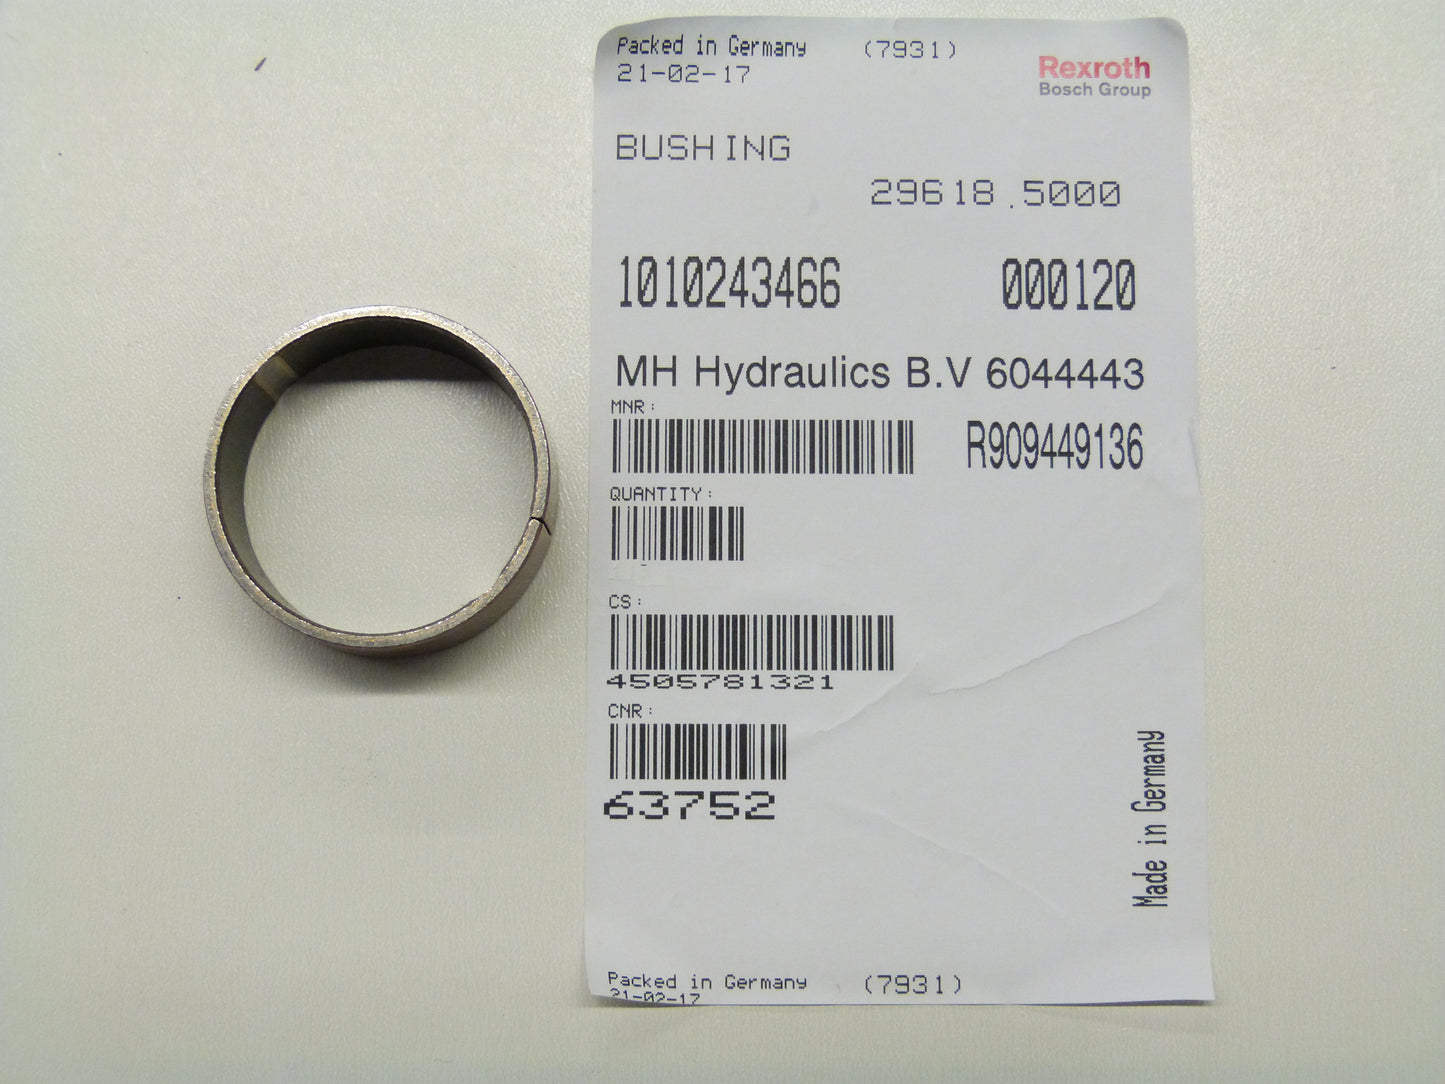 Packed in Germany (7931)
21-02-17
Rexroth
Bosch Group
BUSHING
29618.5000
1010243466 000120
MH Hydraulics B.V 6044443
MNR:
R909449136
QUANTITY:
CS:
4505781321
CNR:
63752
Made in Germany
Packed in Germany (7931)
21-02-17